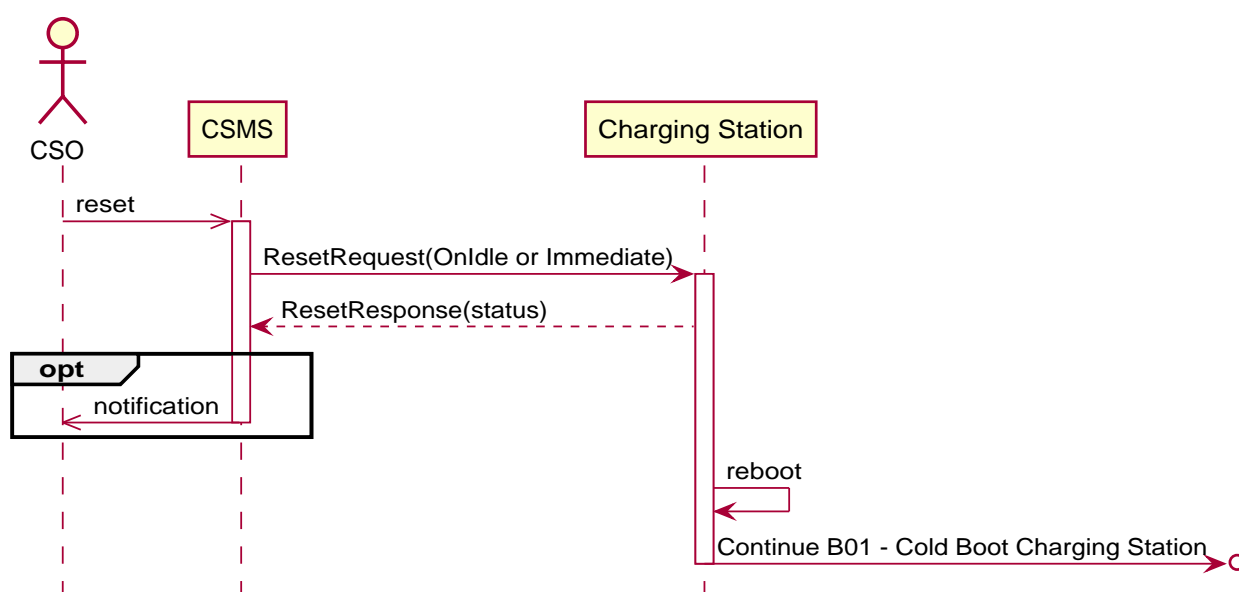 CSO
CSMS
Charging Station
reset
ResetRequest(OnIdle or Immediate)
ResetResponse(status)
opt
notification
reboot
Continue B01 - Cold Boot Charging Station